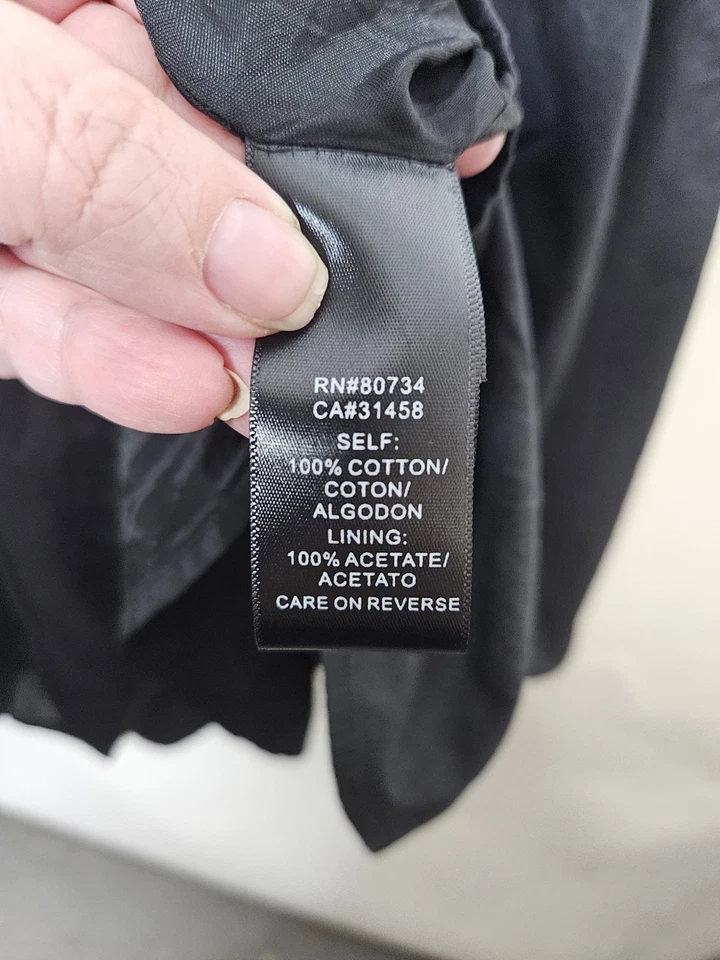 RN#80734
CA#31458
SELF:
100% COTTON/
COTON/
ALGODON
LINING:
100% ACETATE/
ACETATO
CARE ON REVERSE